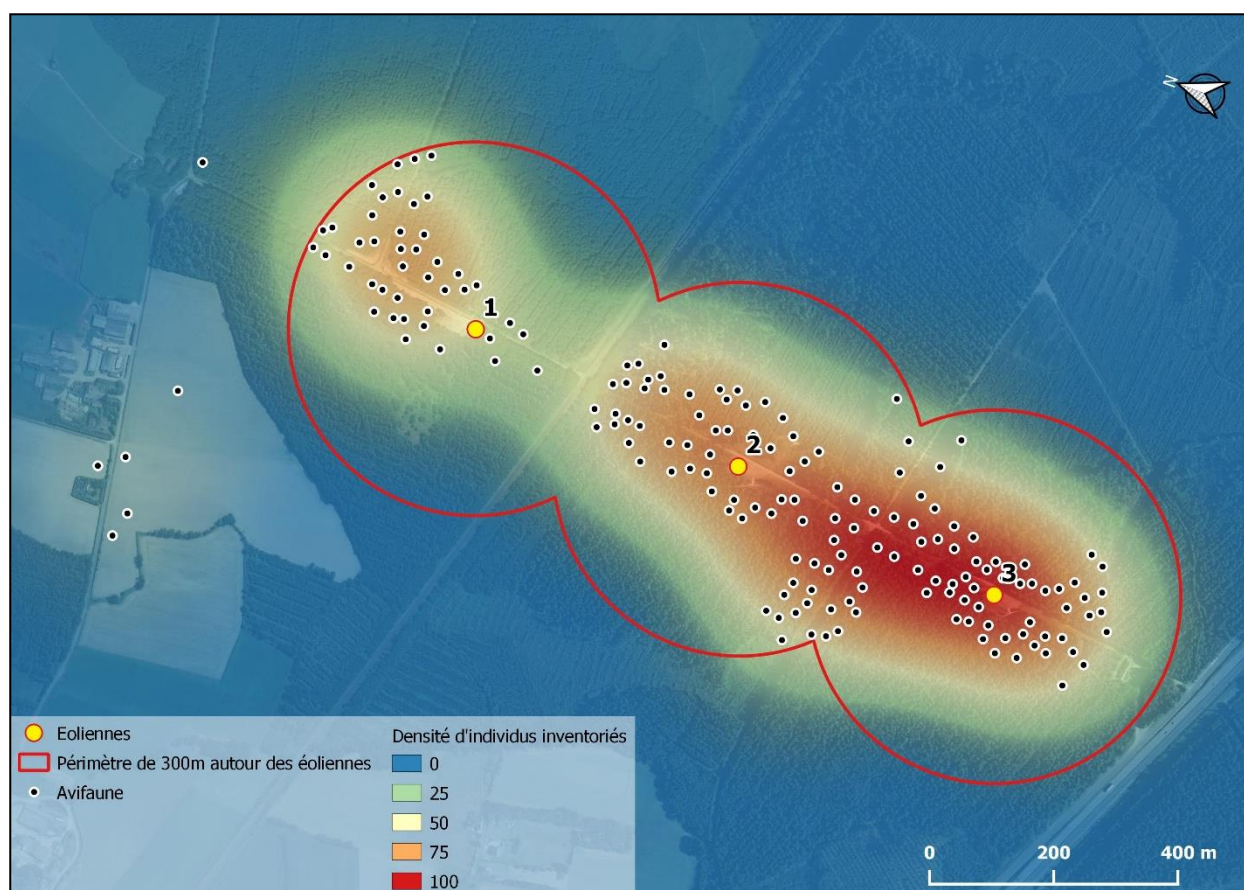 N
1
2
3
Eoliennes
Périmètre de 300m autour des éoliennes
Avifaune
Densité d'individus inventoriés
0
25
50
75
100
0 200 400 m